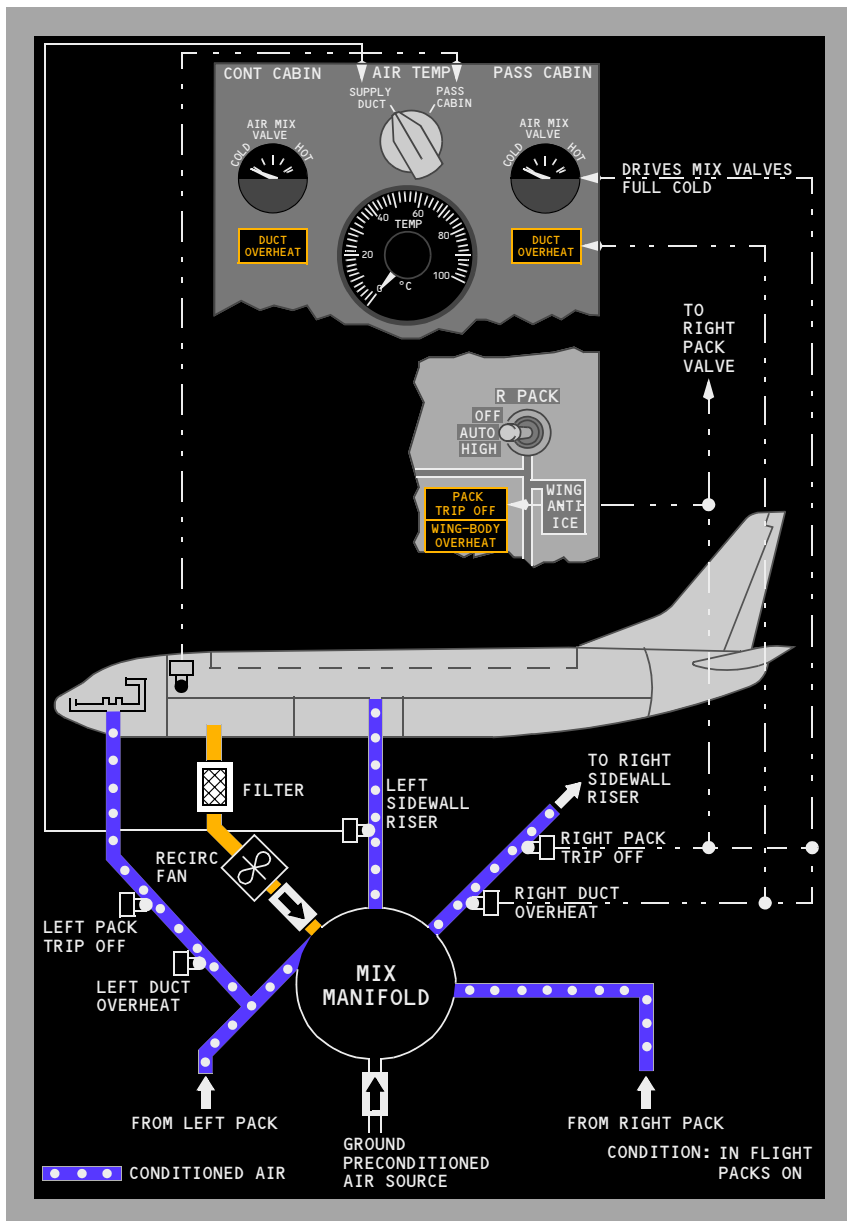 CONT CABIN AIR TEMP PASS CABIN
SUPPLY
DUCT
PASS
CABIN
AIR MIX
VALVE
COLD HOT
AIR MIX
VALVE
COLD HOT
DRIVES MIX VALVES
FULL COLD
DUCT
OVERHEAT
TEMP
0 20 40 60 80 100
°C
DUCT
OVERHEAT
TO
RIGHT
PACK
VALVE
R PACK
OFF
AUTO
HIGH
PACK
TRIP OFF
WING-BODY
OVERHEAT
WING
ANTI
ICE
FILTER
LEFT
SIDEWALL
RISER
TO RIGHT
SIDEWALL
RISER
RECIRC
FAN
RIGHT PACK
TRIP OFF
RIGHT DUCT
OVERHEAT
LEFT PACK
TRIP OFF
LEFT DUCT
OVERHEAT
MIX
MANIFOLD
FROM LEFT PACK
FROM RIGHT PACK
GROUND
PRECONDITIONED
AIR SOURCE
CONDITIONED AIR
CONDITION: IN FLIGHT
PACKS ON